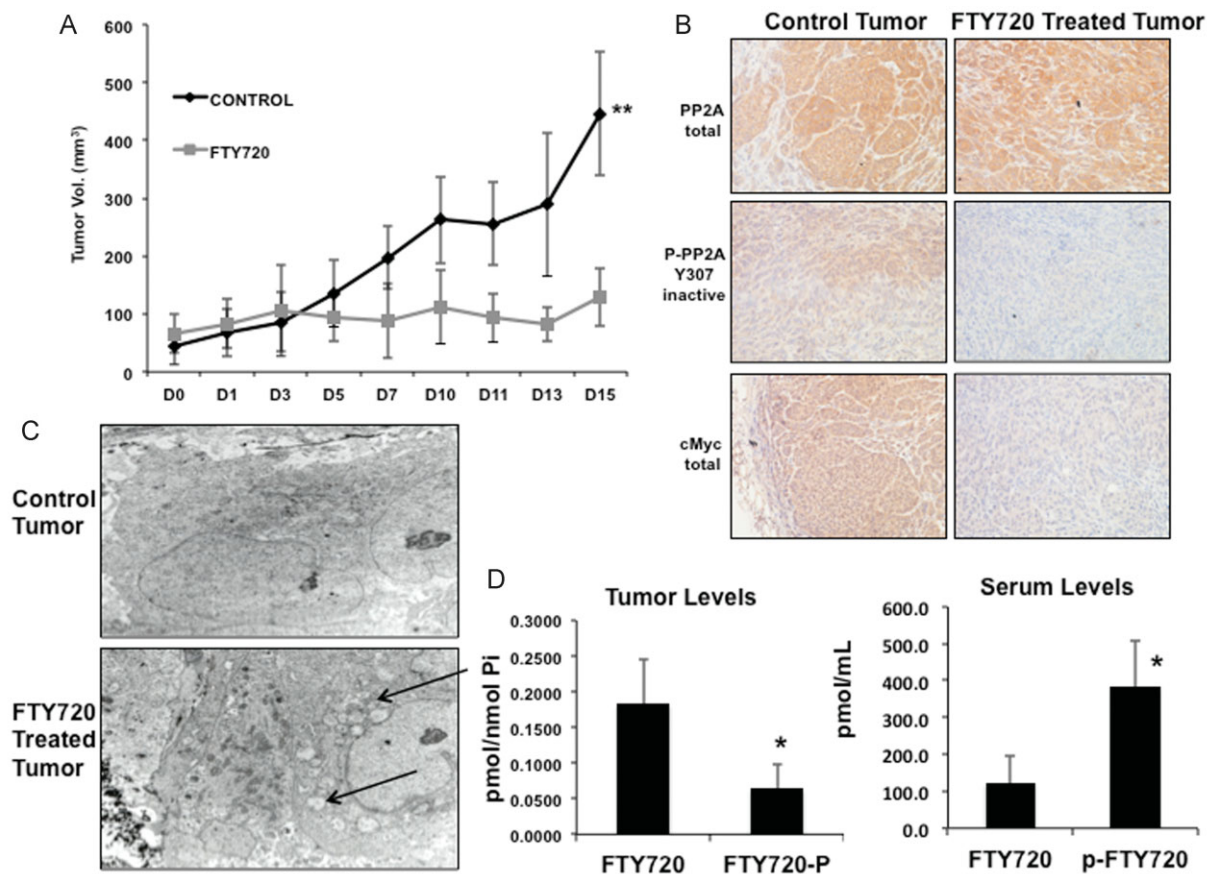 A
600
500
400
300
200
100
0
Tumor Vol. (mm³)
CONTROL
FTY720
**
D0 D1 D3 D5 D7 D10 D11 D13 D15
B
Control Tumor FTY720 Treated Tumor
PP2A
total
P-PP2A
Y307
inactive
cMyc
total
C
Control
Tumor
FTY720
Treated
Tumor
D
Tumor Levels
pmol/nmol Pi
0.3000
0.2500
0.2000
0.1500
0.1000
0.0500
0.0000
*
FTY720 FTY720-P
Serum Levels
pmol/mL
600.0
500.0
400.0
300.0
200.0
100.0
0.0
*
FTY720 p-FTY720